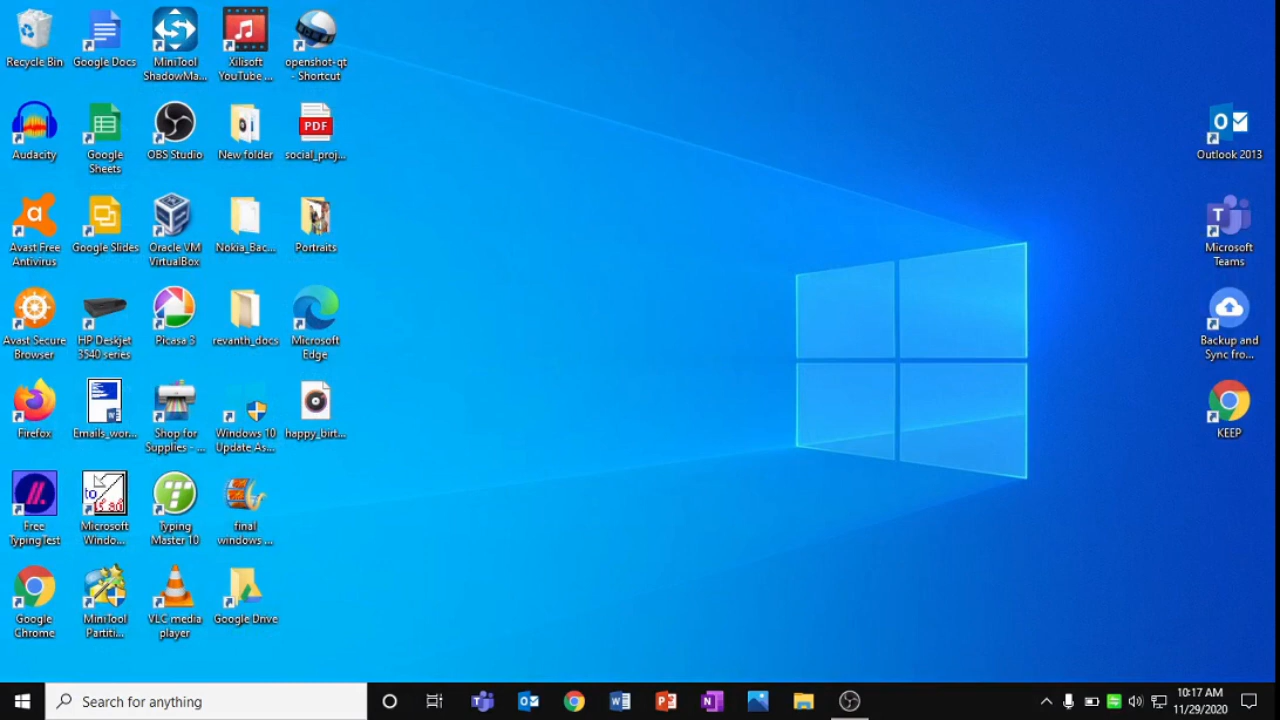 Recycle Bin
Google Docs
MiniTool
ShadowMa...
Xilisoft
YouTube ...
openshot-qt
- Shortcut
Audacity
Google
Sheets
OBS Studio
New folder
PDF
social_proj...
Outlook 2013
Avast Free
Antivirus
Google Slides
Oracle VM
VirtualBox
Nokia_Bac...
Portraits
Microsoft
Teams
Avast Secure
Browser
HP Deskjet
3540 series
Picasa 3
revanth_docs
Microsoft
Edge
Backup and
Sync fro...
Firefox
Emails_wor...
Shop for
Supplies - ...
Windows 10
Update As...
happy_birt...
KEEP
Free
TypingTest
to
Microsoft
Windo...
Typing
Master 10
final
windows ...
Google
Chrome
MiniTool
Parti...
VLC media
player
Google Drive
Search for anything
10:17 AM
11/29/2020